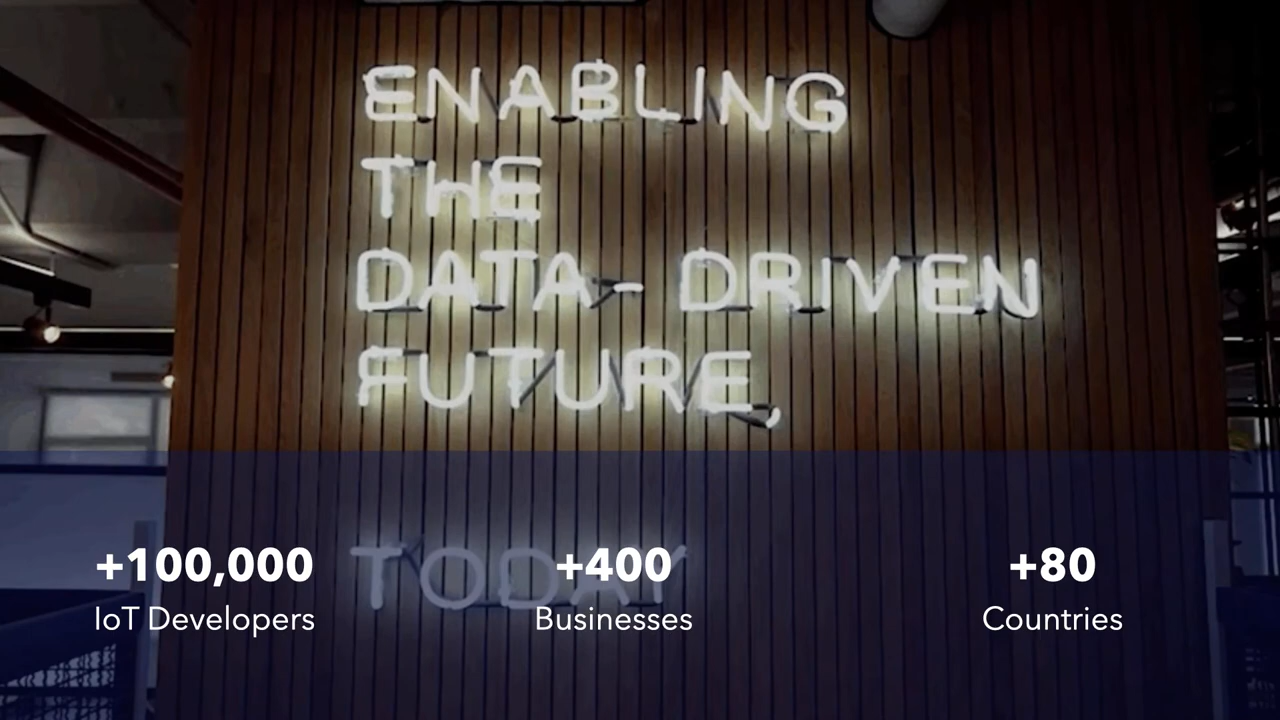 ENABLING
THE
DATA- DRIVEN
FUTURE,
TODAY
+100,000
IoT Developers
+400
Businesses
+80
Countries